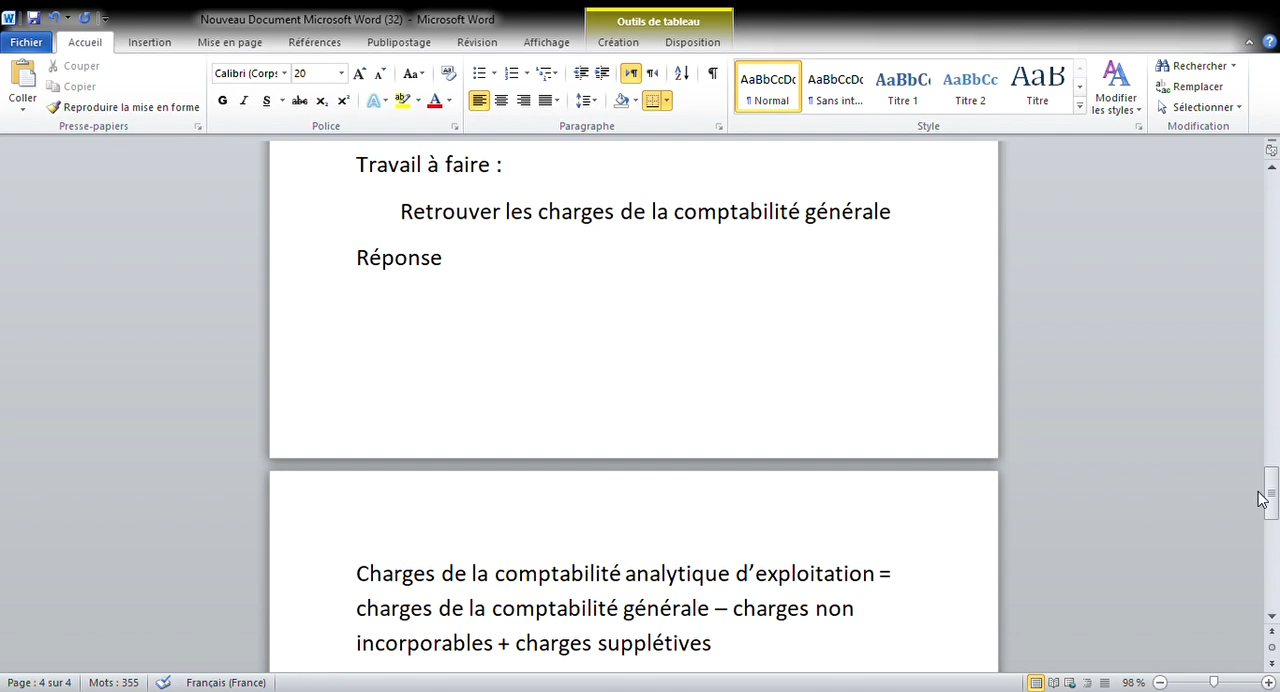 Nouveau Document Microsoft Word (32) - Microsoft Word
Outils de tableau
Fichier
Accueil
Insertion
Mise en page
Références
Publipostage
Révision
Affichage
Création
Disposition
Coller
Couper
Copier
Reproduire la mise en forme
Presse-papiers
Calibri (Corps
20
G I S abc x₂ x²
Police
Paragraphe
AaBbCcDc
¶ Normal
AaBbCcDc
¶ Sans int...
AaBbC
Titre 1
AaBbCc
Titre 2
AaB
Titre
Modifier
les styles
Style
Rechercher
Remplacer
Sélectionner
Modification
Travail à faire :
Retrouver les charges de la comptabilité générale
Réponse
Charges de la comptabilité analytique d’exploitation =
charges de la comptabilité générale – charges non
incorporables + charges supplétives
Page : 4 sur 4
Mots : 355
Français (France)
98 %